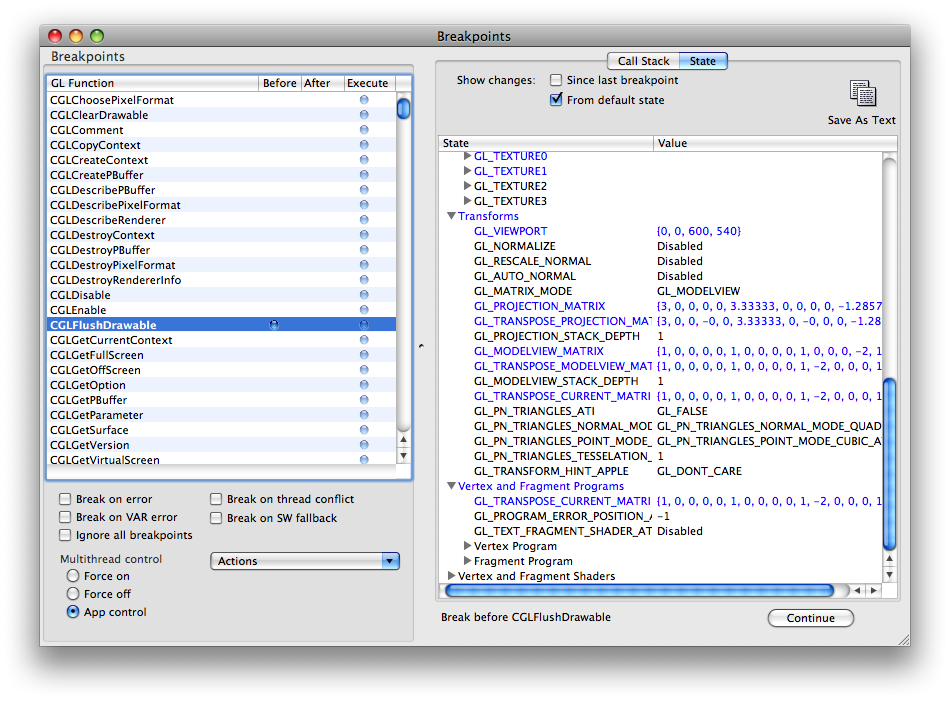 Breakpoints
Breakpoints
GL Function Before After Execute
CGLChoosePixelFormat
CGLClearDrawable
CGLComment
CGLCopyContext
CGLCreateContext
CGLCreatePBuffer
CGLDescribePBuffer
CGLDescribePixelFormat
CGLDescribeRenderer
CGLDestroyContext
CGLDestroyPBuffer
CGLDestroyPixelFormat
CGLDestroyRendererInfo
CGLDisable
CGLEnable
CGLFlushDrawable
CGLGetCurrentContext
CGLGetFullScreen
CGLGetOffScreen
CGLGetOption
CGLGetPBuffer
CGLGetParameter
CGLGetSurface
CGLGetVersion
CGLGetVirtualScreen
Break on error
Break on thread conflict
Break on VAR error
Break on SW fallback
Ignore all breakpoints
Multithread control
Actions
Force on
Force off
App control
Call Stack State
Show changes: Since last breakpoint
From default state
Save As Text
State Value
GL_TEXTURE0
GL_TEXTURE1
GL_TEXTURE2
GL_TEXTURE3
Transforms
GL_VIEWPORT {0, 0, 600, 540}
GL_NORMALIZE Disabled
GL_RESCALE_NORMAL Disabled
GL_AUTO_NORMAL Disabled
GL_MATRIX_MODE GL_MODELVIEW
GL_PROJECTION_MATRIX {3, 0, 0, 0, 0, 3.33333, 0, 0, 0, 0, -1.2857
GL_TRANSPOSE_PROJECTION_MAT {3, 0, 0, -0, 0, 3.33333, 0, -0, 0, 0, -1.28
GL_PROJECTION_STACK_DEPTH 1
GL_MODELVIEW_MATRIX {1, 0, 0, 0, 0, 1, 0, 0, 0, 0, 1, 0, 0, 0, -2, 1
GL_TRANSPOSE_MODELVIEW_MAT {1, 0, 0, 0, 0, 1, 0, 0, 0, 0, 1, -2, 0, 0, 0, 1
GL_MODELVIEW_STACK_DEPTH 1
GL_TRANSPOSE_CURRENT_MATRI {1, 0, 0, 0, 0, 1, 0, 0, 0, 0, 1, -2, 0, 0, 0, 1
GL_PN_TRIANGLES_ATI GL_FALSE
GL_PN_TRIANGLES_NORMAL_MOD GL_PN_TRIANGLES_NORMAL_MODE_QUAD
GL_PN_TRIANGLES_POINT_MODE_ GL_PN_TRIANGLES_POINT_MODE_CUBIC_A
GL_PN_TRIANGLES_TESSELATION_ 1
GL_TRANSFORM_HINT_APPLE GL_DONT_CARE
Vertex and Fragment Programs
GL_TRANSPOSE_CURRENT_MATRI {1, 0, 0, 0, 0, 1, 0, 0, 0, 0, 1, -2, 0, 0, 0, 1
GL_PROGRAM_ERROR_POSITION_A -1
GL_TEXT_FRAGMENT_SHADER_AT Disabled
Vertex Program
Fragment Program
Vertex and Fragment Shaders
Break before CGLFlushDrawable
Continue